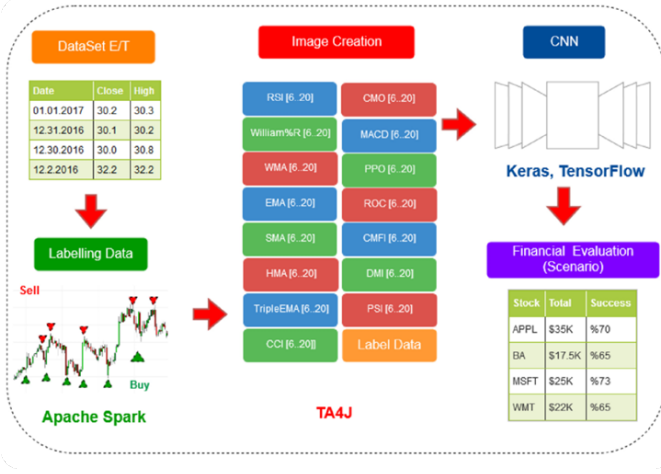 DataSet E/T
Date Close High
01.01.2017 30.2 30.3
12.31.2016 30.1 30.2
12.30.2016 30.0 30.8
12.2.2016 32.2 32.2
Labelling Data
Sell
Buy
Apache Spark
Image Creation
RSI [6..20] CMO [6..20]
William%R [6..20] MACD [6..20]
WMA [6..20] PPO [6..20]
EMA [6..20] ROC [6..20]
SMA [6..20] CMFI [6..20]
HMA [6..20] DMI [6..20]
TripleEMA [6..20] PSI [6..20]
CCI [6..20]] Label Data
TA4J
CNN
Keras, TensorFlow
Financial Evaluation
(Scenario)
Stock Total Success
APPL $35K %70
BA $17.5K %65
MSFT $25K %73
WMT $22K %65